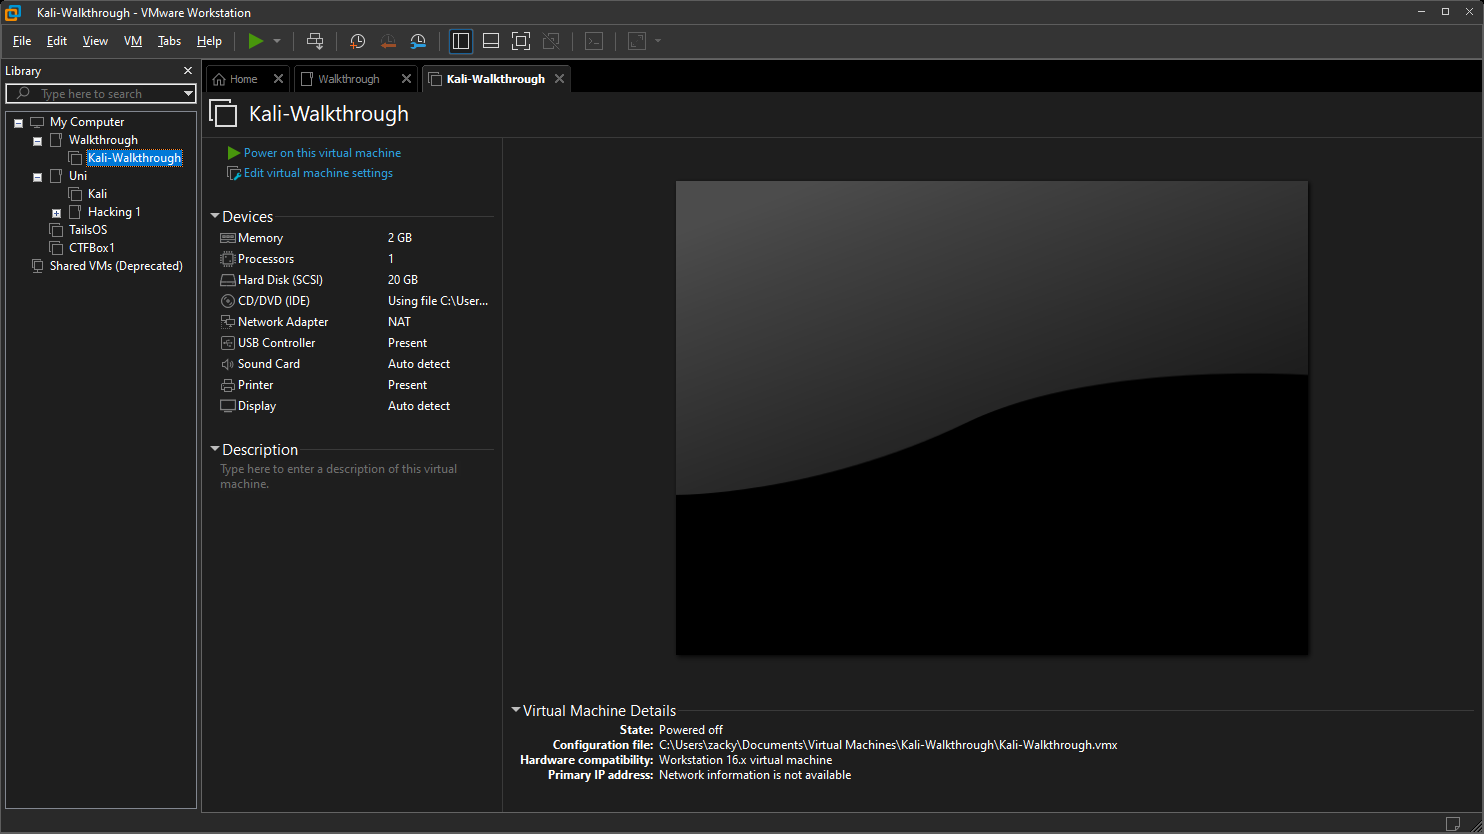 Kali-Walkthrough - VMware Workstation
File Edit View VM Tabs Help
Library
Type here to search
My Computer
Walkthrough
Kali-Walkthrough
Uni
Kali
Hacking 1
TailsOS
CTFBox1
Shared VMs (Deprecated)
Home Walkthrough Kali-Walkthrough
Kali-Walkthrough
Power on this virtual machine
Edit virtual machine settings
Devices
Memory 2 GB
Processors 1
Hard Disk (SCSI) 20 GB
CD/DVD (IDE) Using file C:\User...
Network Adapter NAT
USB Controller Present
Sound Card Auto detect
Printer Present
Display Auto detect
Description
Type here to enter a description of this virtual
machine.
Virtual Machine Details
State: Powered off
Configuration file: C:\Users\zacky\Documents\Virtual Machines\Kali-Walkthrough\Kali-Walkthrough.vmx
Hardware compatibility: Workstation 16.x virtual machine
Primary IP address: Network information is not available